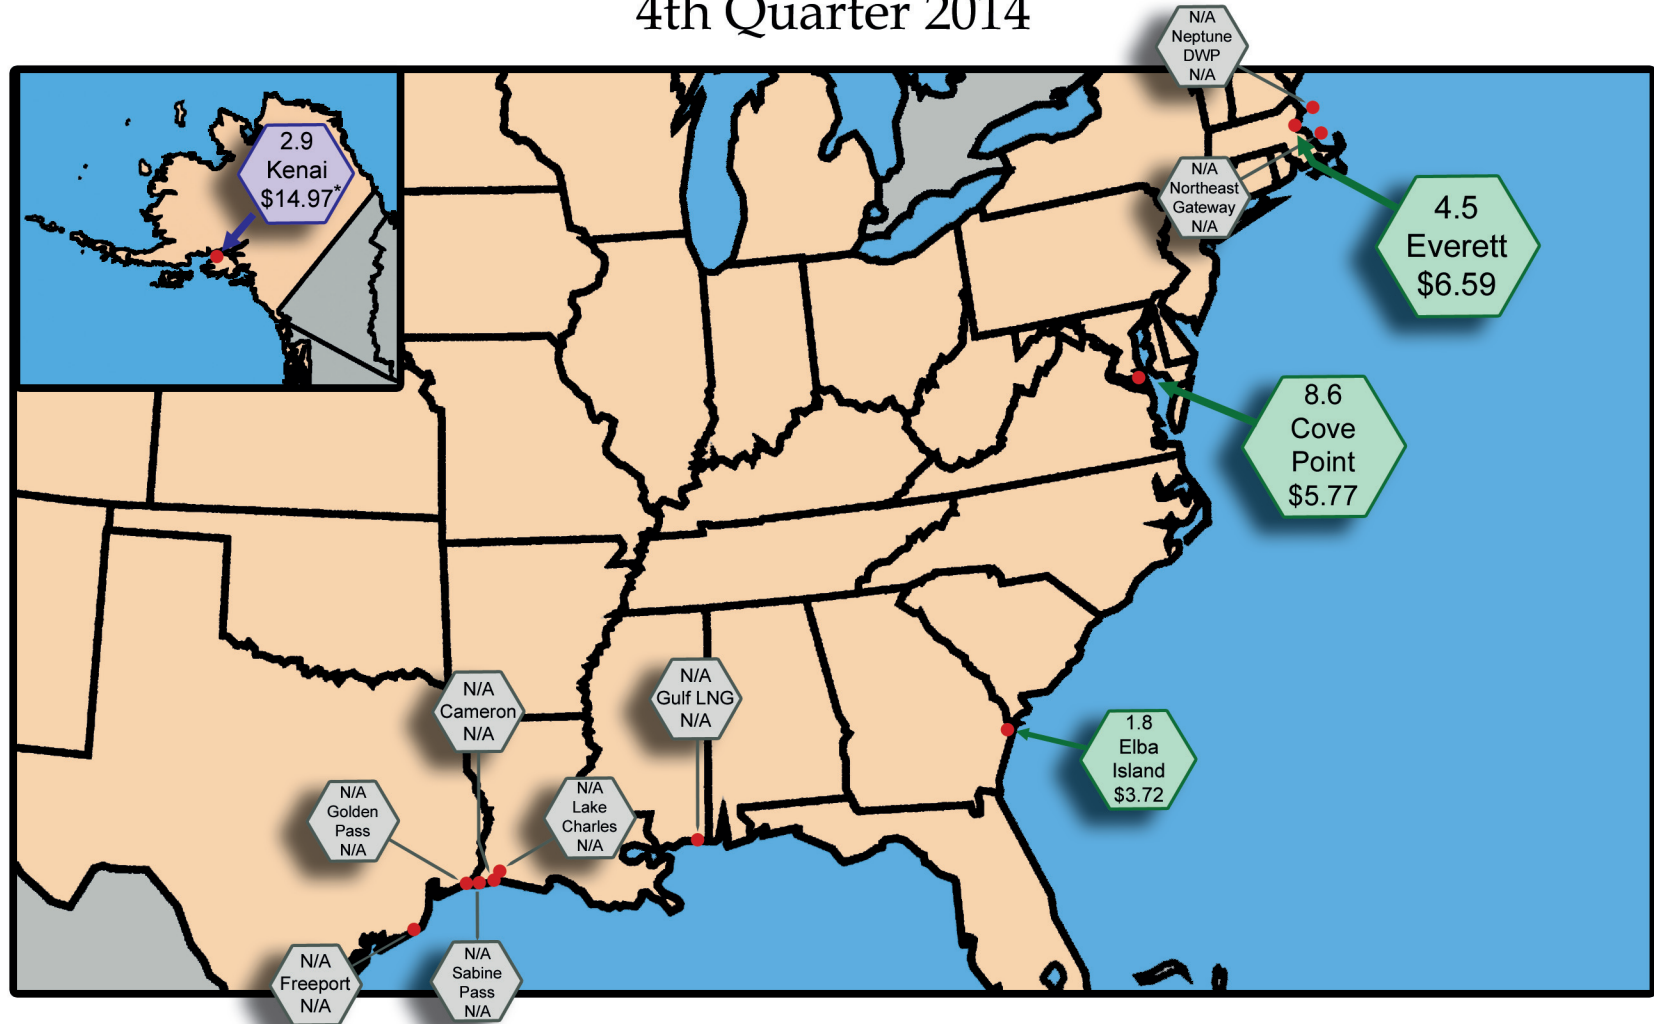 4th Quarter 2014
N/A
Neptune
DWP
N/A
2.9
Kenai
$14.97*
N/A
Northeast
Gateway
N/A
4.5
Everett
$6.59
8.6
Cove
Point
$5.77
N/A
Cameron
N/A
N/A
Gulf LNG
N/A
1.8
Elba
Island
$3.72
N/A
Golden
Pass
N/A
N/A
Lake
Charles
N/A
N/A
Freeport
N/A
N/A
Sabine
Pass
N/A